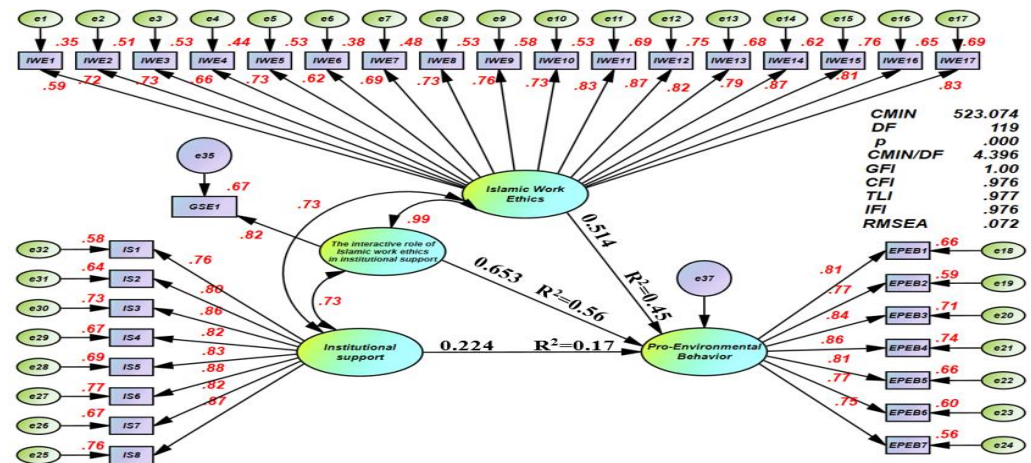 e1 e2 e3 e4 e5 e6 e7 e8 e9 e10 e11 e12 e13 e14 e15 e16 e17
.35 .51 .53 .44 .53 .38 .48 .53 .58 .53 .69 .75 .68 .62 .76 .65 .69
IWE1 IWE2 IWE3 IWE4 IWE5 IWE6 IWE7 IWE8 IWE9 IWE10 IWE11 IWE12 IWE13 IWE14 IWE15 IWE16 IWE17
.59 .72 .73 .66 .73 .62 .69 .73 .76 .73 .83 .87 .82 .79 .87 .81 .83
CMIN 523.074
DF 119
p .000
CMIN/DF 4.396
GFI 1.00
CFI .976
TLI .977
IFI .976
RMSEA .072
e35
.67
GSE1
.82
Islamic Work
Ethics
.73
.99
The interactive role of
Islamic work ethics
in institutional support
.73
0.514
R²=0.45
0.653 R²=0.56
e37
e32 .58 IS1 .76
e31 .64 IS2 .80
e30 .73 IS3 .86
e29 .67 IS4 .82
e28 .69 IS5 .83
e27 .77 IS6 .88
e26 .67 IS7 .82
e25 .76 IS8 .87
Institutional
support
0.224 R²=0.17
Pro-Environmental
Behavior
.81 EPEB1 .66 e18
.77 EPEB2 .59 e19
.84 EPEB3 .71 e20
.86 EPEB4 .74 e21
.81 EPEB5 .66 e22
.77 EPEB6 .60 e23
.75 EPEB7 .56 e24